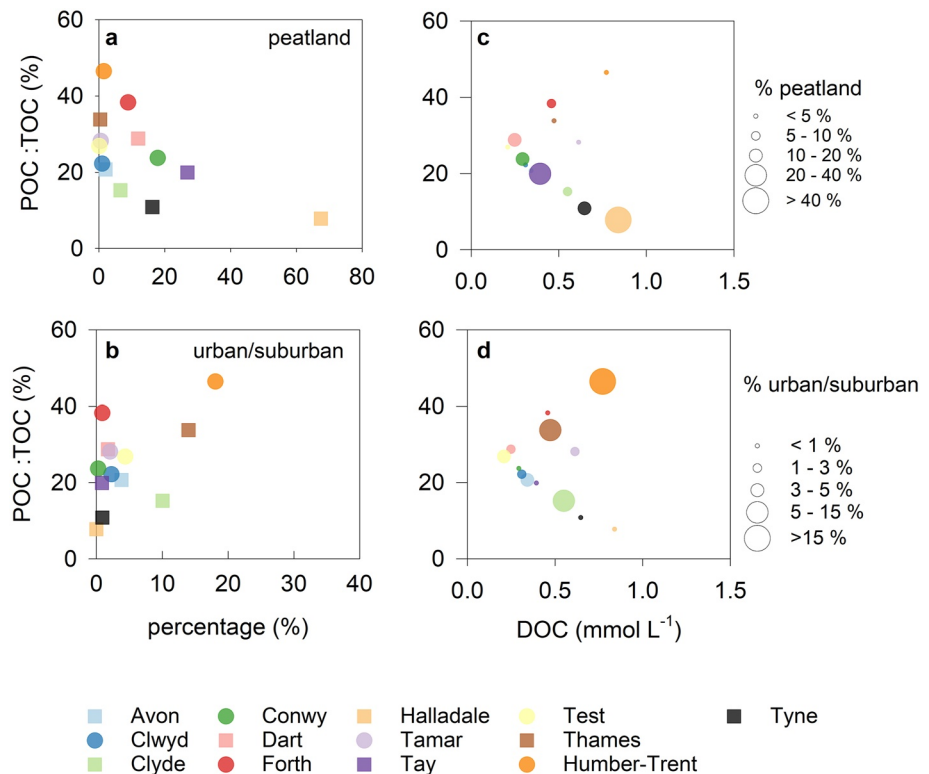 a peatland
POC :TOC (%)
60
40
20
0
0 20 40 60 80
c
60
40
20
0
0.0 0.5 1.0 1.5
% peatland
< 5 %
5 - 10 %
10 - 20 %
20 - 40 %
> 40 %
b urban/suburban
POC :TOC (%)
60
40
20
0
0 10 20 30 40
percentage (%)
d
60
40
20
0
0.0 0.5 1.0 1.5
DOC (mmol L⁻¹)
% urban/suburban
< 1 %
1 - 3 %
3 - 5 %
5 - 15 %
>15 %
Avon Conwy Halladale Test Tyne
Clwyd Dart Tamar Thames
Clyde Forth Tay Humber-Trent